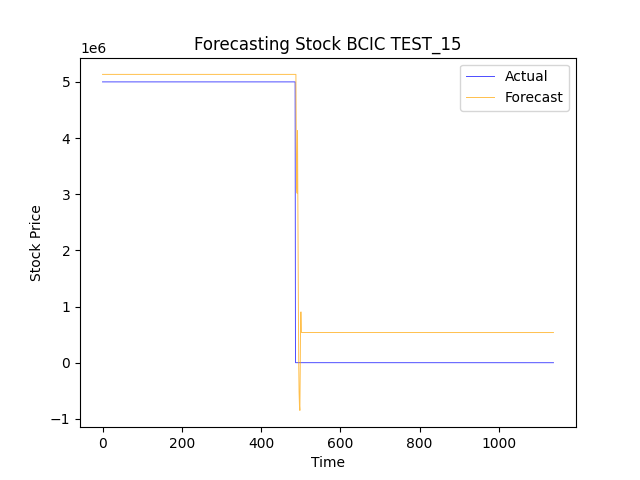 Forecasting Stock BCIC TEST_15
1e6
Actual
Forecast
5
4
3
2
1
0
−1
Stock Price
0 200 400 600 800 1000
Time